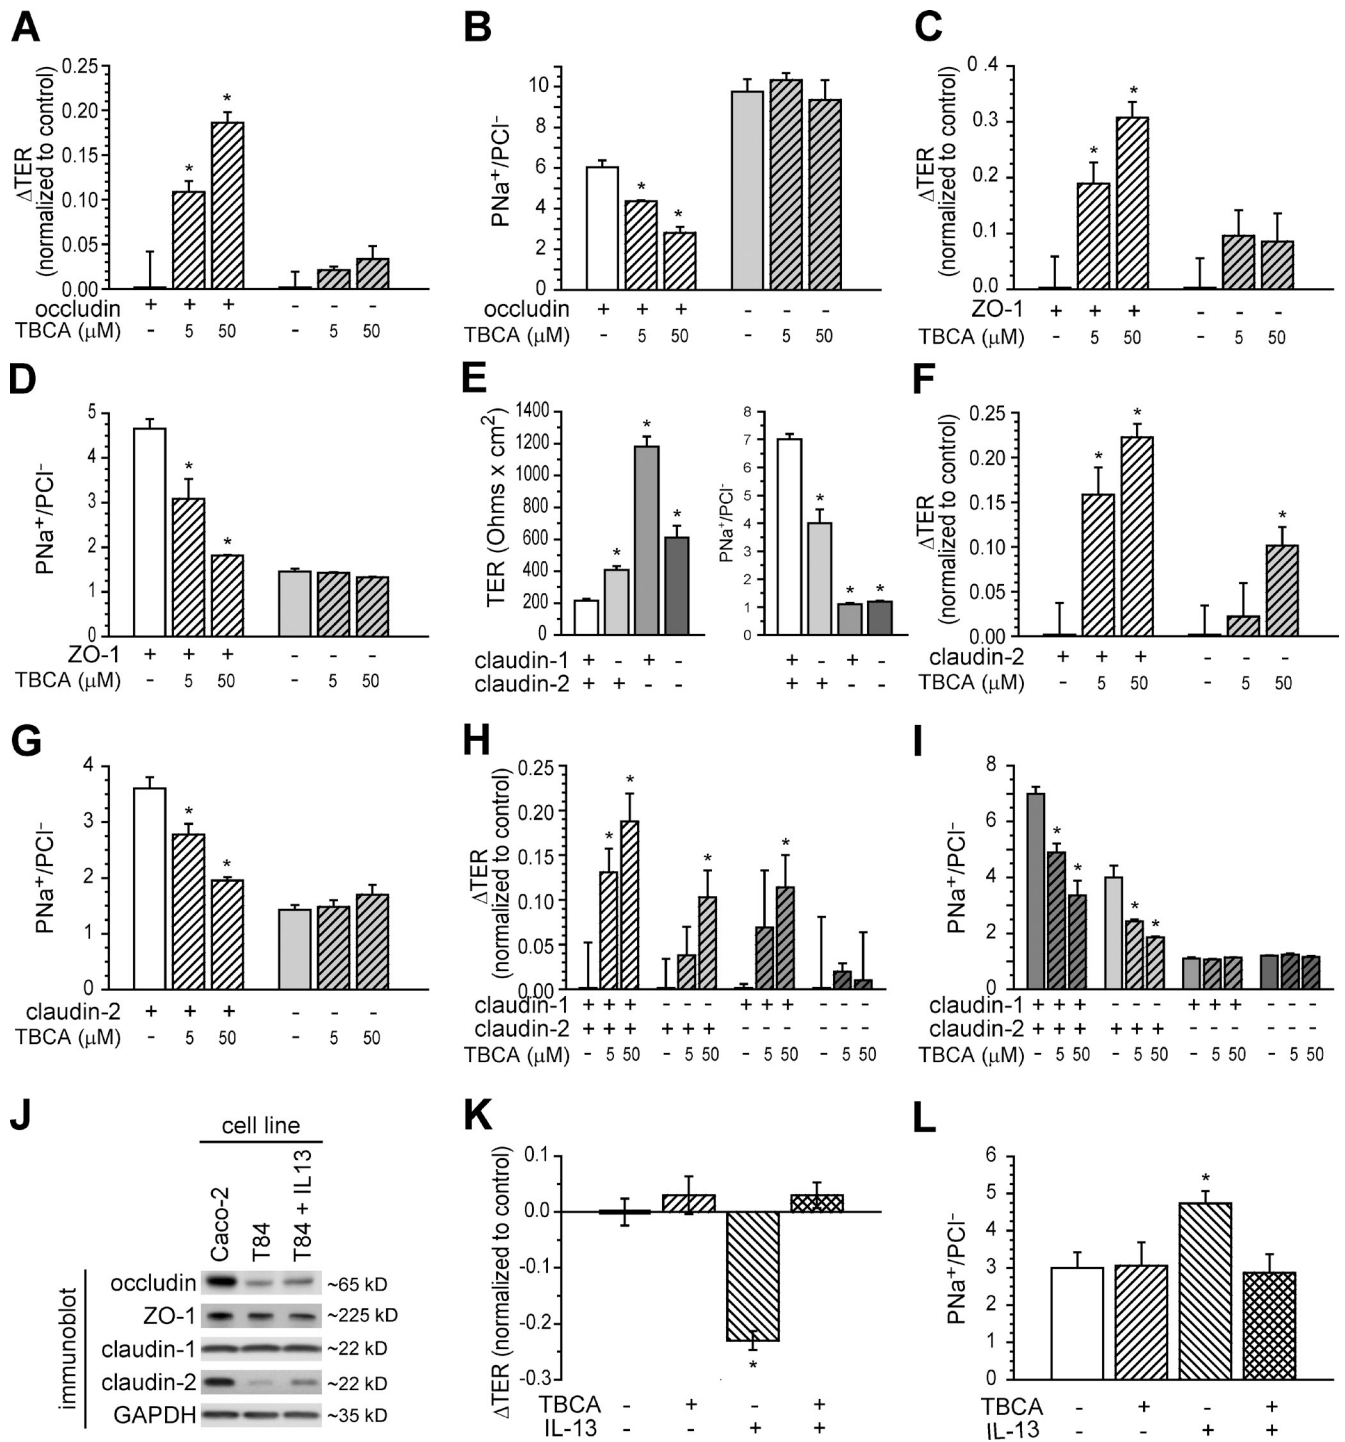 A
ΔTER
(normalized to control)
0.25
0.20
0.15
0.10
0.05
0.00
* *
occludin + + + - - -
TBCA (μM) - 5 50 - 5 50
B
PNa⁺/PCl⁻
10
8
6
4
2
0
* *
occludin + + + - - -
TBCA (μM) - 5 50 - 5 50
C
ΔTER
(normalized to control)
0.4
0.3
0.2
0.1
0.0
* *
ZO-1 + + + - - -
TBCA (μM) - 5 50 - 5 50
D
PNa⁺/PCl⁻
5
4
3
2
1
0
* *
ZO-1 + + + - - -
TBCA (μM) - 5 50 - 5 50
E
TER (Ohms x cm²)
1400
1200
1000
800
600
400
200
0
* * *
claudin-1 + - + -
claudin-2 + + - -
PNa⁺/PCl⁻
8
7
6
5
4
3
2
1
0
* * *
+ - + -
+ + - -
F
ΔTER
(normalized to control)
0.25
0.20
0.15
0.10
0.05
0.00
* * *
claudin-2 + + + - - -
TBCA (μM) - 5 50 - 5 50
G
PNa⁺/PCl⁻
4
3
2
1
0
* *
claudin-2 + + + - - -
TBCA (μM) - 5 50 - 5 50
H
ΔTER
(normalized to control)
0.25
0.20
0.15
0.10
0.05
0.00
* * * *
claudin-1 + + + - - - + + + - - -
claudin-2 + + + + + + - - - - - -
TBCA (μM) - 5 50 - 5 50 - 5 50 - 5 50
I
PNa⁺/PCl⁻
8
6
4
2
0
* * * *
claudin-1 + + + - - - + + + - - -
claudin-2 + + + + + + - - - - - -
TBCA (μM) - 5 50 - 5 50 - 5 50 - 5 50
J
cell line
Caco-2
T84
T84 + IL13
immunoblot
occludin ~65 kD
ZO-1 ~225 kD
claudin-1 ~22 kD
claudin-2 ~22 kD
GAPDH ~35 kD
K
ΔTER (normalized to control)
0.1
0.0
-0.1
-0.2
-0.3
*
TBCA - + - +
IL-13 - - + +
L
PNa⁺/PCl⁻
6
5
4
3
2
1
0
*
TBCA - + - +
IL-13 - - + +